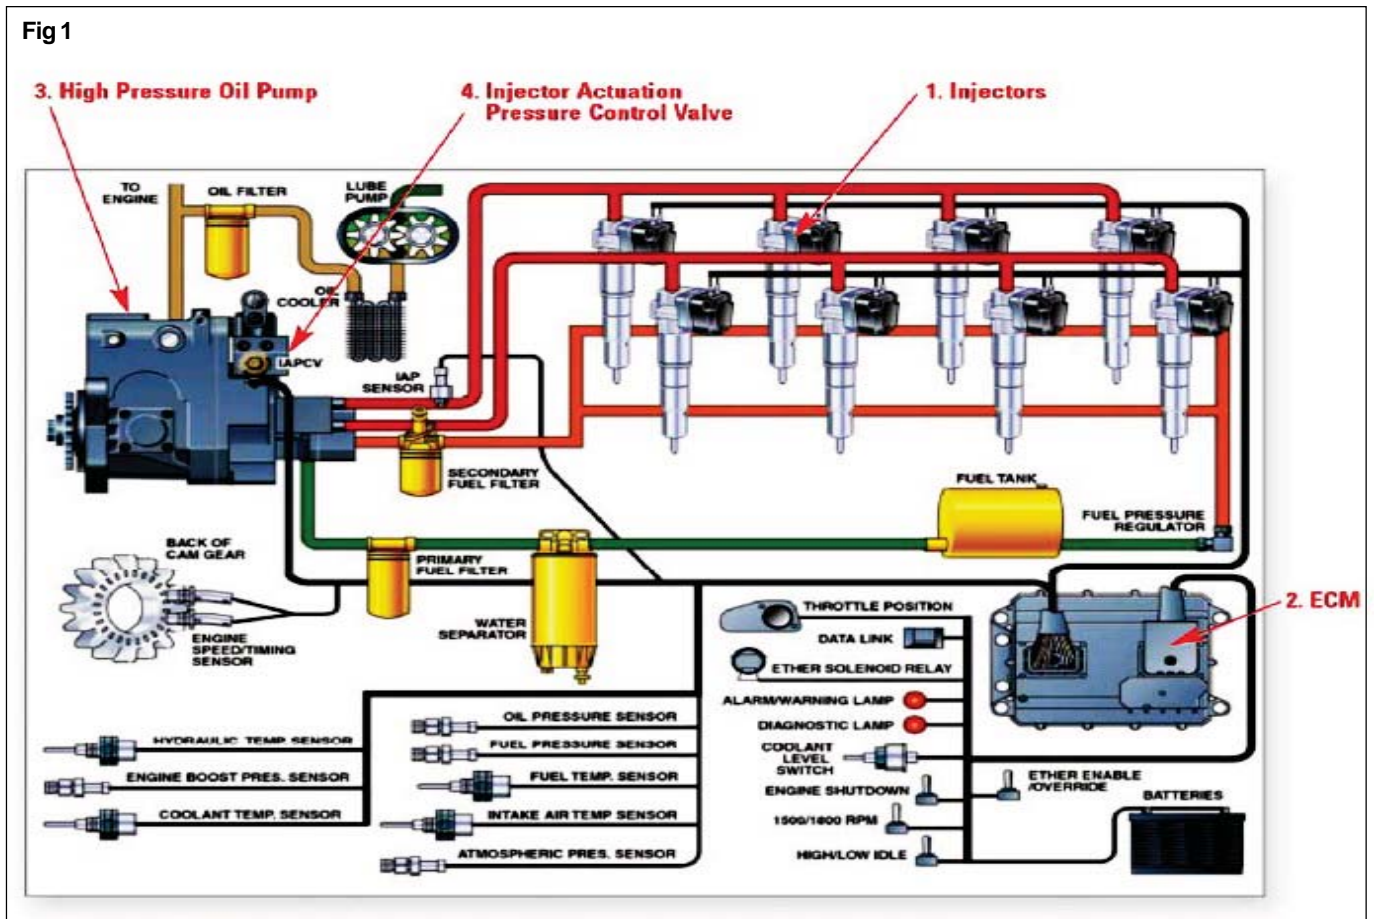 Fig 1
3. High Pressure Oil Pump
4. Injector Actuation
Pressure Control Valve
1. Injectors
TO
ENGINE
OIL FILTER
LUBE
PUMP
OIL
COOLER
IAPCV
IAP
SENSOR
SECONDARY
FUEL FILTER
FUEL TANK
FUEL PRESSURE
REGULATOR
BACK OF
CAM GEAR
PRIMARY
FUEL FILTER
WATER
SEPARATOR
ENGINE
SPEED/TIMING
SENSOR
2. ECM
THROTTLE POSITION
DATA LINK
ETHER SOLENOID RELAY
ALARM/WARNING LAMP
DIAGNOSTIC LAMP
COOLANT
LEVEL
SWITCH
ENGINE SHUTDOWN
ETHER ENABLE
/OVERRIDE
1500/1800 RPM
HIGH/LOW IDLE
BATTERIES
OIL PRESSURE SENSOR
HYDRAULIC TEMP. SENSOR
FUEL PRESSURE SENSOR
ENGINE BOOST PRES. SENSOR
FUEL TEMP. SENSOR
COOLANT TEMP. SENSOR
INTAKE AIR TEMP SENSOR
ATMOSPHERIC PRES. SENSOR